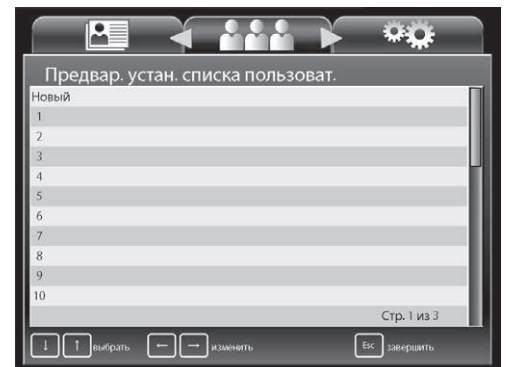 Предвар. устан. списка пользоват.
Новый
1
2
3
4
5
6
7
8
9
10
Стр. 1 из 3
↓ ↑ выбрать ← → изменить Esc завершить